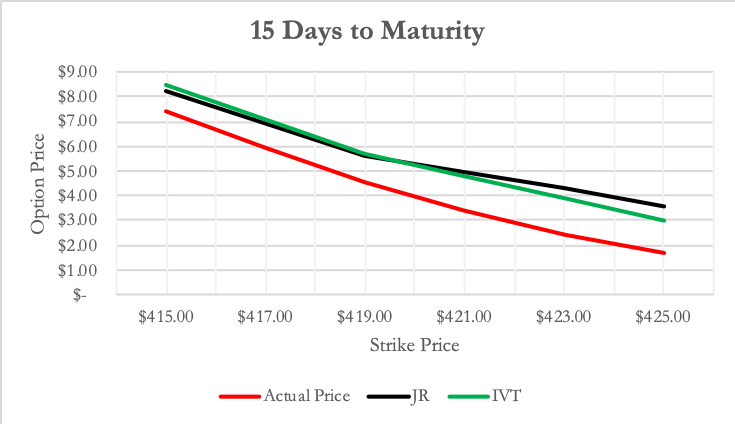 15 Days to Maturity
$9.00
$8.00
$7.00
$6.00
$5.00
$4.00
$3.00
$2.00
$1.00
$-
Option Price
$415.00 $417.00 $419.00 $421.00 $423.00 $425.00
Strike Price
Actual Price JR IVT